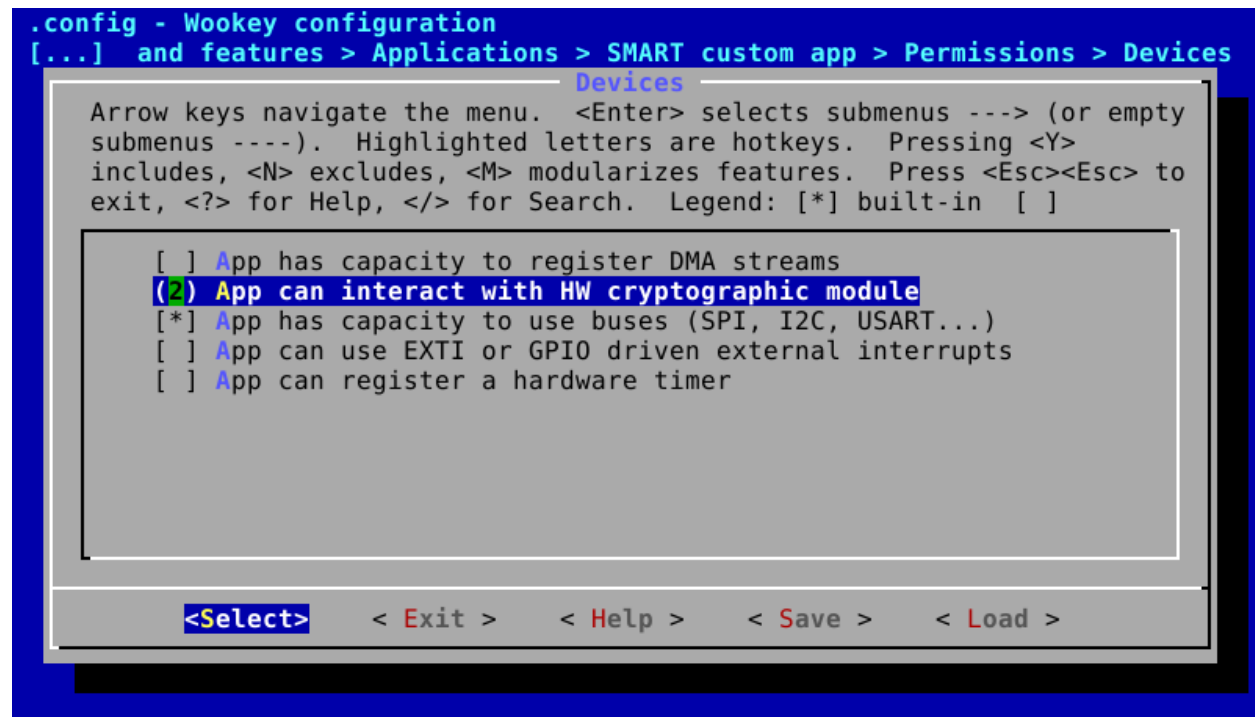 .config - Wookey configuration
[...]  and features > Applications > SMART custom app > Permissions > Devices
Devices
Arrow keys navigate the menu.  <Enter> selects submenus ---> (or empty
submenus ----).  Highlighted letters are hotkeys.  Pressing <Y>
includes, <N> excludes, <M> modularizes features.  Press <Esc><Esc> to
exit, <?> for Help, </> for Search.  Legend: [*] built-in  [ ]
[ ] App has capacity to register DMA streams
(2) App can interact with HW cryptographic module
[*] App has capacity to use buses (SPI, I2C, USART...)
[ ] App can use EXTI or GPIO driven external interrupts
[ ] App can register a hardware timer
<Select>    < Exit >    < Help >    < Save >    < Load >